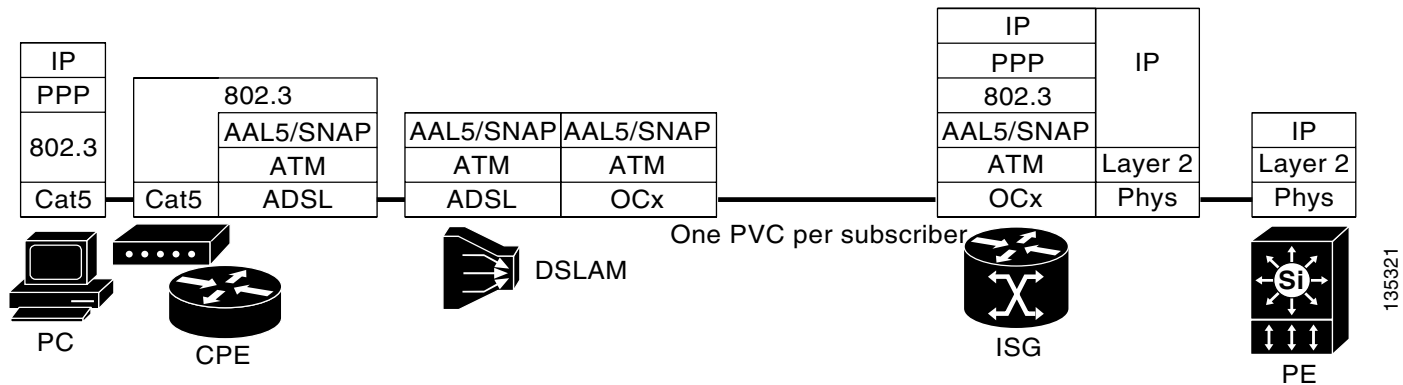 IP
PPP
802.3
Cat5
802.3
AAL5/SNAP
ATM
Cat5 ADSL
AAL5/SNAP AAL5/SNAP
ATM ATM
ADSL OCx
One PVC per subscriber
IP
PPP
802.3
AAL5/SNAP
ATM
OCx
IP
Layer 2
Phys
IP
Layer 2
Phys
PC
CPE
DSLAM
ISG
Si
PE
135321